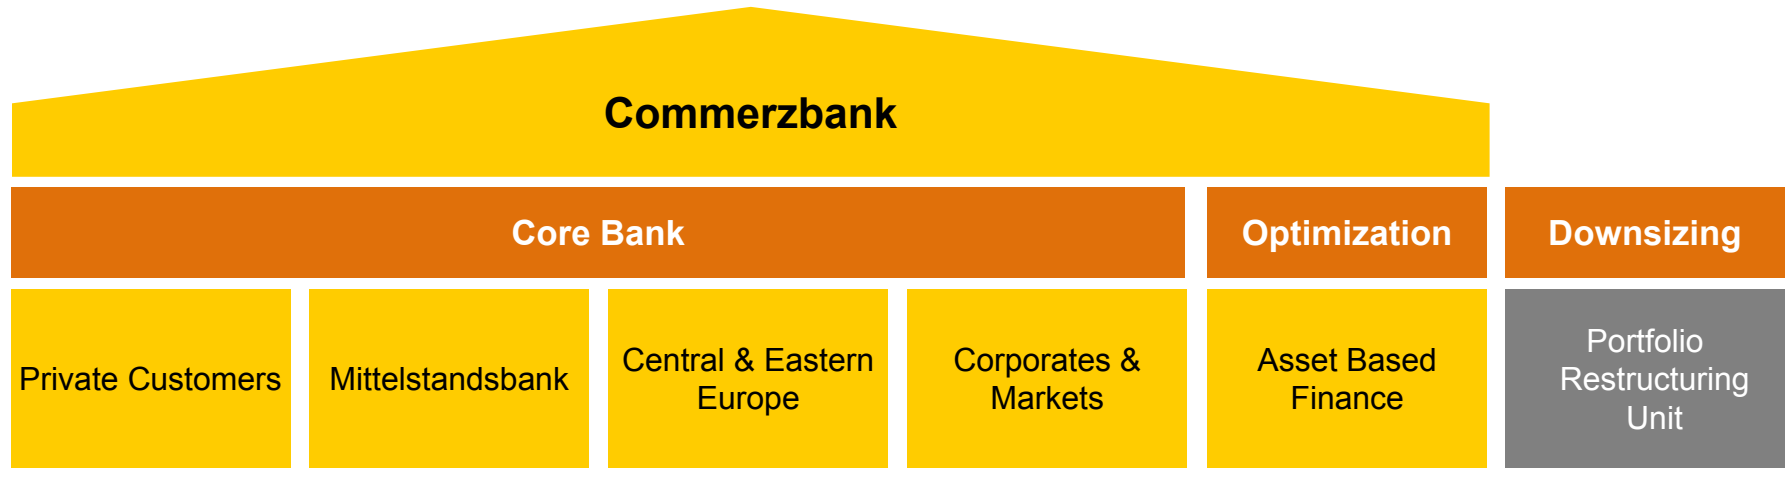 Commerzbank
Core Bank
Optimization
Downsizing
Private Customers
Mittelstandsbank
Central & Eastern
Europe
Corporates &
Markets
Asset Based
Finance
Portfolio
Restructuring
Unit